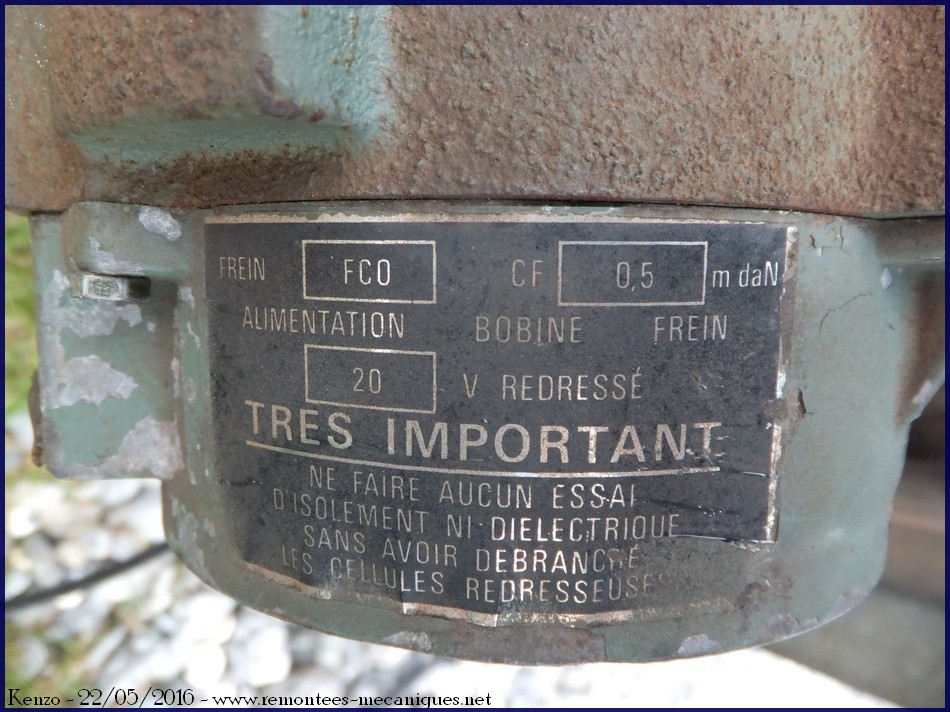 FREIN FCO CF 0,5 m daN
ALIMENTATION BOBINE FREIN
20 V REDRESSÉ
TRES IMPORTANT
NE FAIRE AUCUN ESSAI
D'ISOLEMENT NI DIELECTRIQUE
SANS AVOIR DEBRANCHÉ
LES CELLULES REDRESSEUSES
Kenzo - 22/05/2016 - www.remontees-mecaniques.net